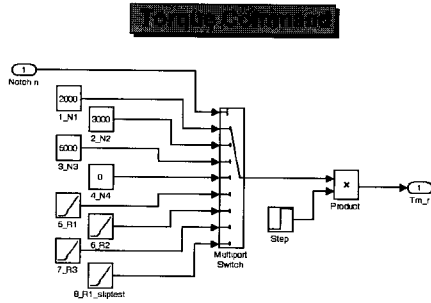 Torque Command
1
Notch n
2000
1_N1
3000
2_N2
5000
3_N3
0
4_N4
5_R1
6_R2
7_R3
8_R1_sliptest
Multiport
Switch
Step
x
Product
1
Tm_r